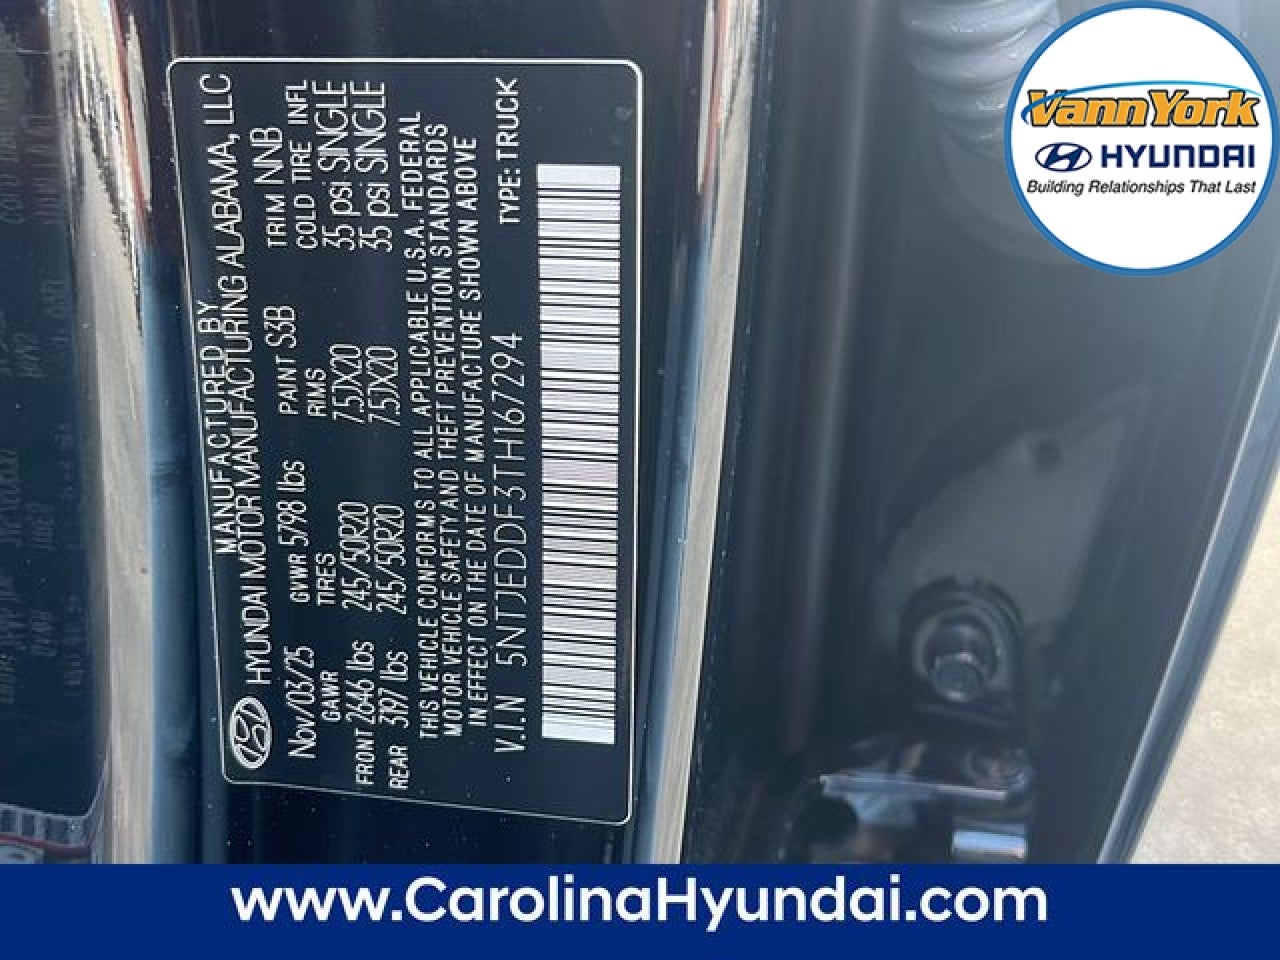 MANUFACTURED BY
HYUNDAI MOTOR MANUFACTURING ALABAMA, LLC
Nov/03/25 GVWR 5798 lbs PAINT S3B TRIM NNB
GAWR TIRES RIMS COLD TIRE INFL
FRONT 2646 lbs 245/50R20 7.5JX20 35 psi SINGLE
REAR 3197 lbs 245/50R20 7.5JX20 35 psi SINGLE
THIS VEHICLE CONFORMS TO ALL APPLICABLE U.S.A. FEDERAL
MOTOR VEHICLE SAFETY AND THEFT PREVENTION STANDARDS
IN EFFECT ON THE DATE OF MANUFACTURE SHOWN ABOVE
V.I.N 5NTJEDDF3TH167294 TYPE: TRUCK
VannYork
HYUNDAI
Building Relationships That Last
www.CarolinaHyundai.com